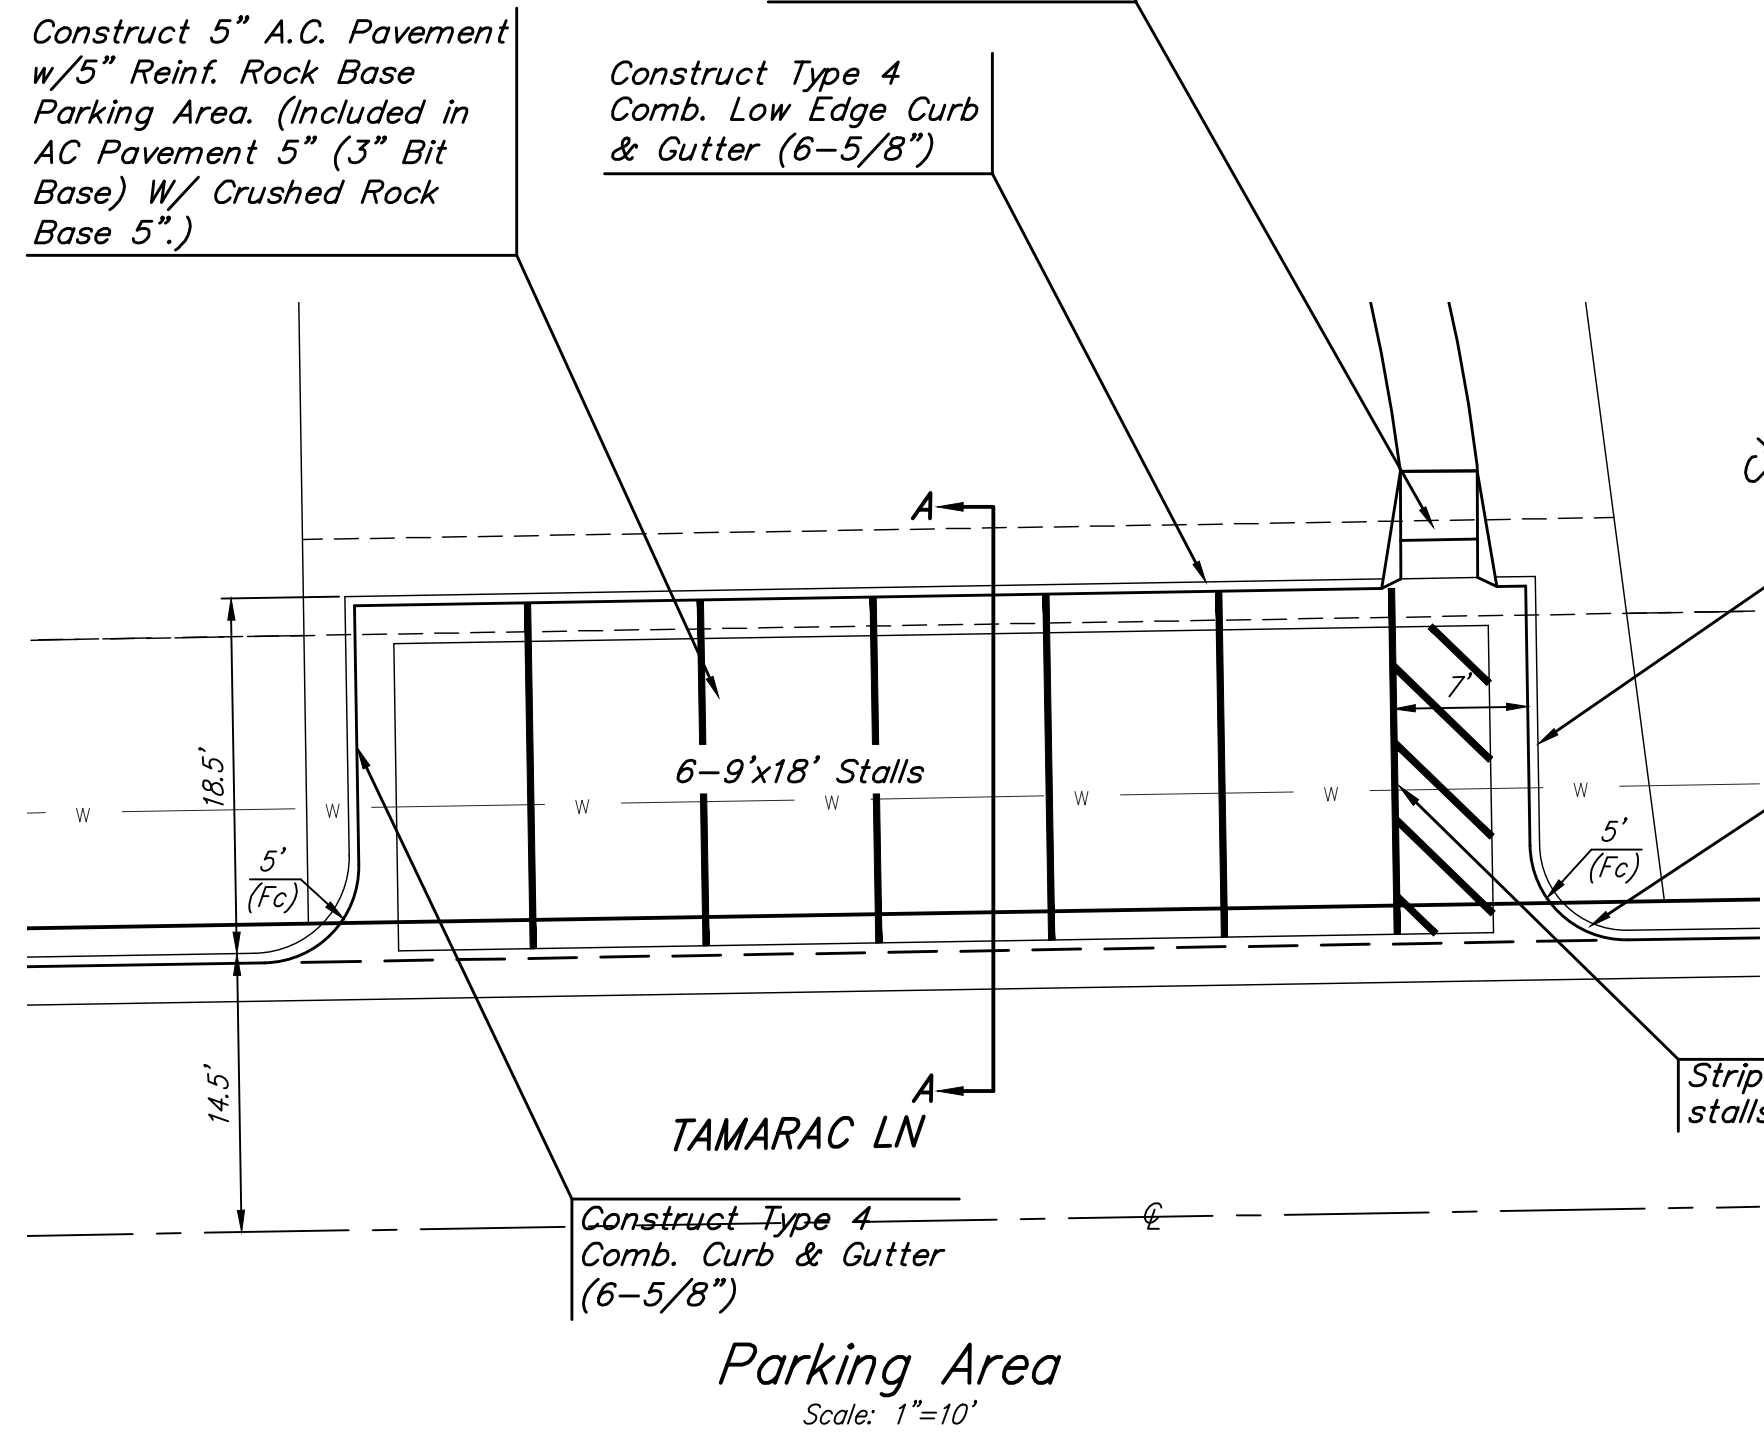 Construct 5" A.C. Pavement
w/5" Reinf. Rock Base
Parking Area. (Included in
AC Pavement 5" (3" Bit
Base) W/ Crushed Rock
Base 5".)
Construct Type 4
Comb. Low Edge Curb
& Gutter (6-5/8")
A
7'
18.5'
6-9'x18' Stalls
W W W W W W W
5'
(Fc)
5'
(Fc)
14.5'
A
Strip
stalls
TAMARAC LN
Construct Type 4
Comb. Curb & Gutter
(6-5/8")
℄
Parking Area
Scale: 1"=10'